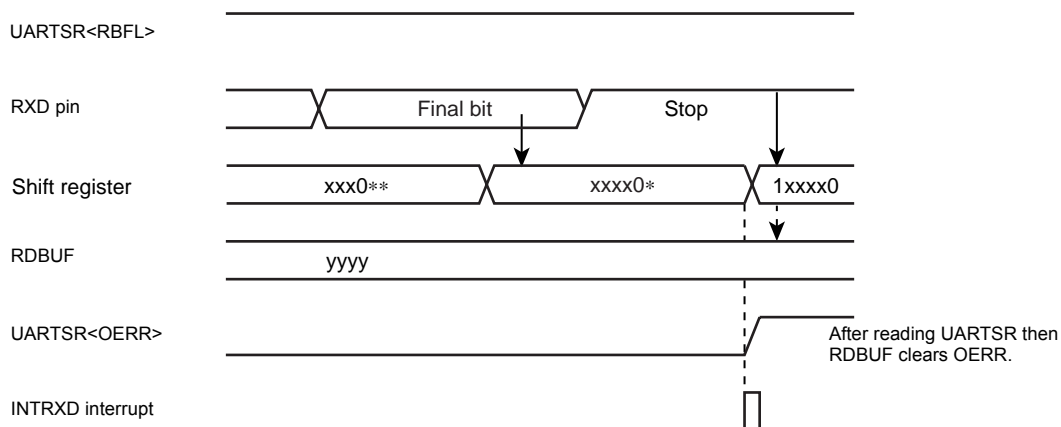 UARTSR<RBFL>
RXD pin
Final bit
Stop
Shift register
xxx0**
xxxx0*
1xxxx0
RDBUF
yyyy
UARTSR<OERR>
After reading UARTSR then
RDBUF clears OERR.
INTRXD interrupt